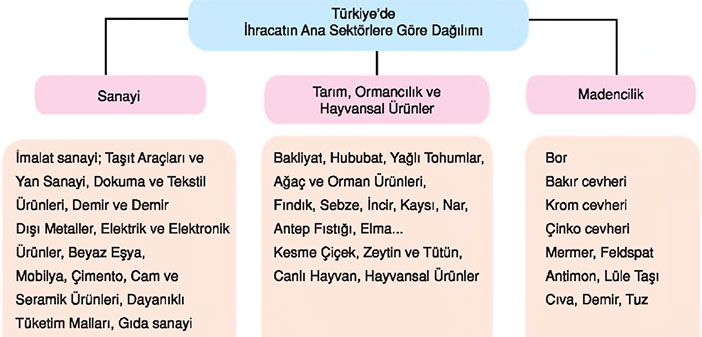 Türkiye'de
İhracatın Ana Sektörlere Göre Dağılımı
Sanayi
İmalat sanayi; Taşıt Araçları ve
Yan Sanayi, Dokuma ve Tekstil
Ürünleri, Demir ve Demir
Dışı Metaller, Elektrik ve Elektronik
Ürünler, Beyaz Eşya,
Mobilya, Çimento, Cam ve
Seramik Ürünleri, Dayanıklı
Tüketim Malları, Gıda sanayi
Tarım, Ormancılık ve
Hayvansal Ürünler
Bakliyat, Hububat, Yağlı Tohumlar,
Ağaç ve Orman Ürünleri,
Fındık, Sebze, İncir, Kaysı, Nar,
Antep Fıstığı, Elma...
Kesme Çiçek, Zeytin ve Tütün,
Canlı Hayvan, Hayvansal Ürünler
Madencilik
Bor
Bakır cevheri
Krom cevheri
Çinko cevheri
Mermer, Feldspat
Antimon, Lüle Taşı
Cıva, Demir, Tuz